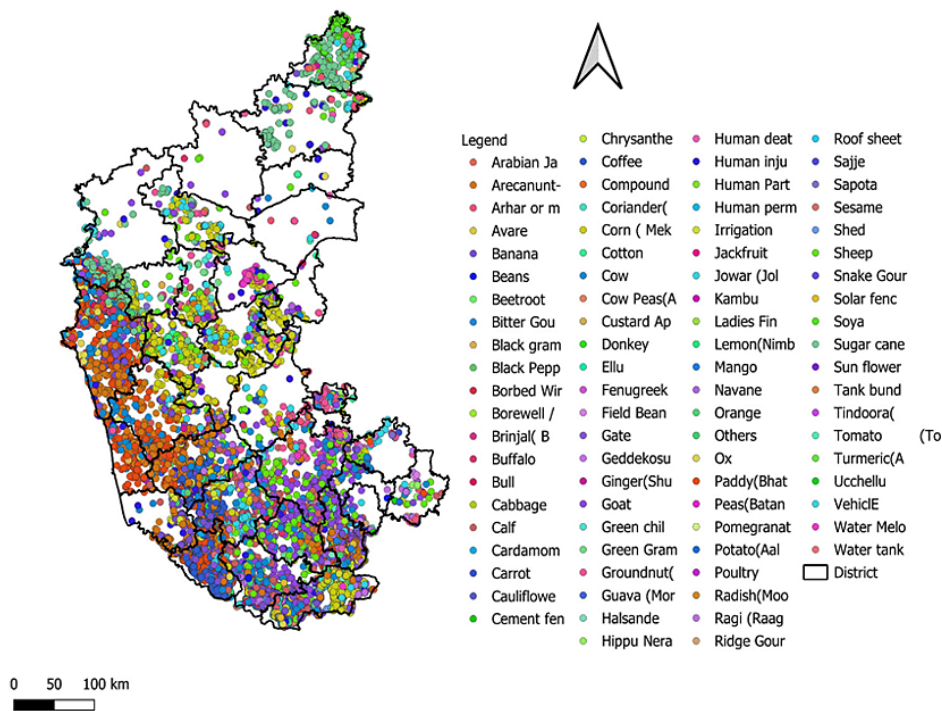 Legend
Arabian Ja
Arecanunt-
Arhar or m
Avare
Banana
Beans
Beetroot
Bitter Gou
Black gram
Black Pepp
Borbed Wir
Borewell /
Brinjal( B
Buffalo
Bull
Cabbage
Calf
Cardamom
Carrot
Cauliflowe
Cement fen
Chrysanthe
Coffee
Compound
Coriander(
Corn ( Mek
Cotton
Cow
Cow Peas(A
Custard Ap
Donkey
Ellu
Fenugreek
Field Bean
Gate
Geddekosu
Ginger(Shu
Goat
Green chil
Green Gram
Groundnut(
Guava (Mor
Halsande
Hippu Nera
Human deat
Human inju
Human Part
Human perm
Irrigation
Jackfruit
Jowar (Jol
Kambu
Ladies Fin
Lemon(Nimb
Mango
Navane
Orange
Others
Ox
Paddy(Bhat
Peas(Batan
Pomegranat
Potato(Aal
Poultry
Radish(Moo
Ragi (Raag
Ridge Gour
Roof sheet
Sajje
Sapota
Sesame
Shed
Sheep
Snake Gour
Solar fenc
Soya
Sugar cane
Sun flower
Tank bund
Tindoora(
Tomato (To
Turmeric(A
Ucchellu
VehiclE
Water Melo
Water tank
District
0 50 100 km